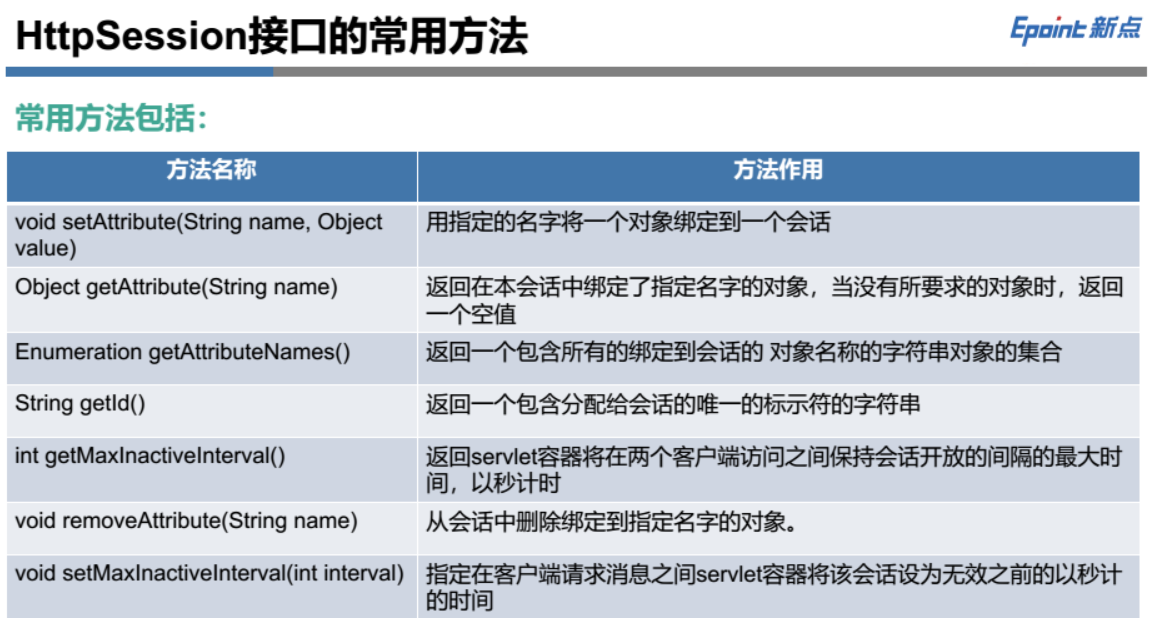 HttpSession接口的常用方法
Epoint 新点
常用方法包括：
方法名称
方法作用
void setAttribute(String name, Object
value)
用指定的名字将一个对象绑定到一个会话
Object getAttribute(String name)
返回在本会话中绑定了指定名字的对象，当没有所要求的对象时，返回
一个空值
Enumeration getAttributeNames()
返回一个包含所有的绑定到会话的 对象名称的字符串对象的集合
String getId()
返回一个包含分配给会话的唯一的标示符的字符串
int getMaxInactiveInterval()
返回servlet容器将在两个客户端访问之间保持会话开放的间隔的最大时
间，以秒计时
void removeAttribute(String name)
从会话中删除绑定到指定名字的对象。
void setMaxInactiveInterval(int interval)
指定在客户端请求消息之间servlet容器将该会话设为无效之前的以秒计
的时间